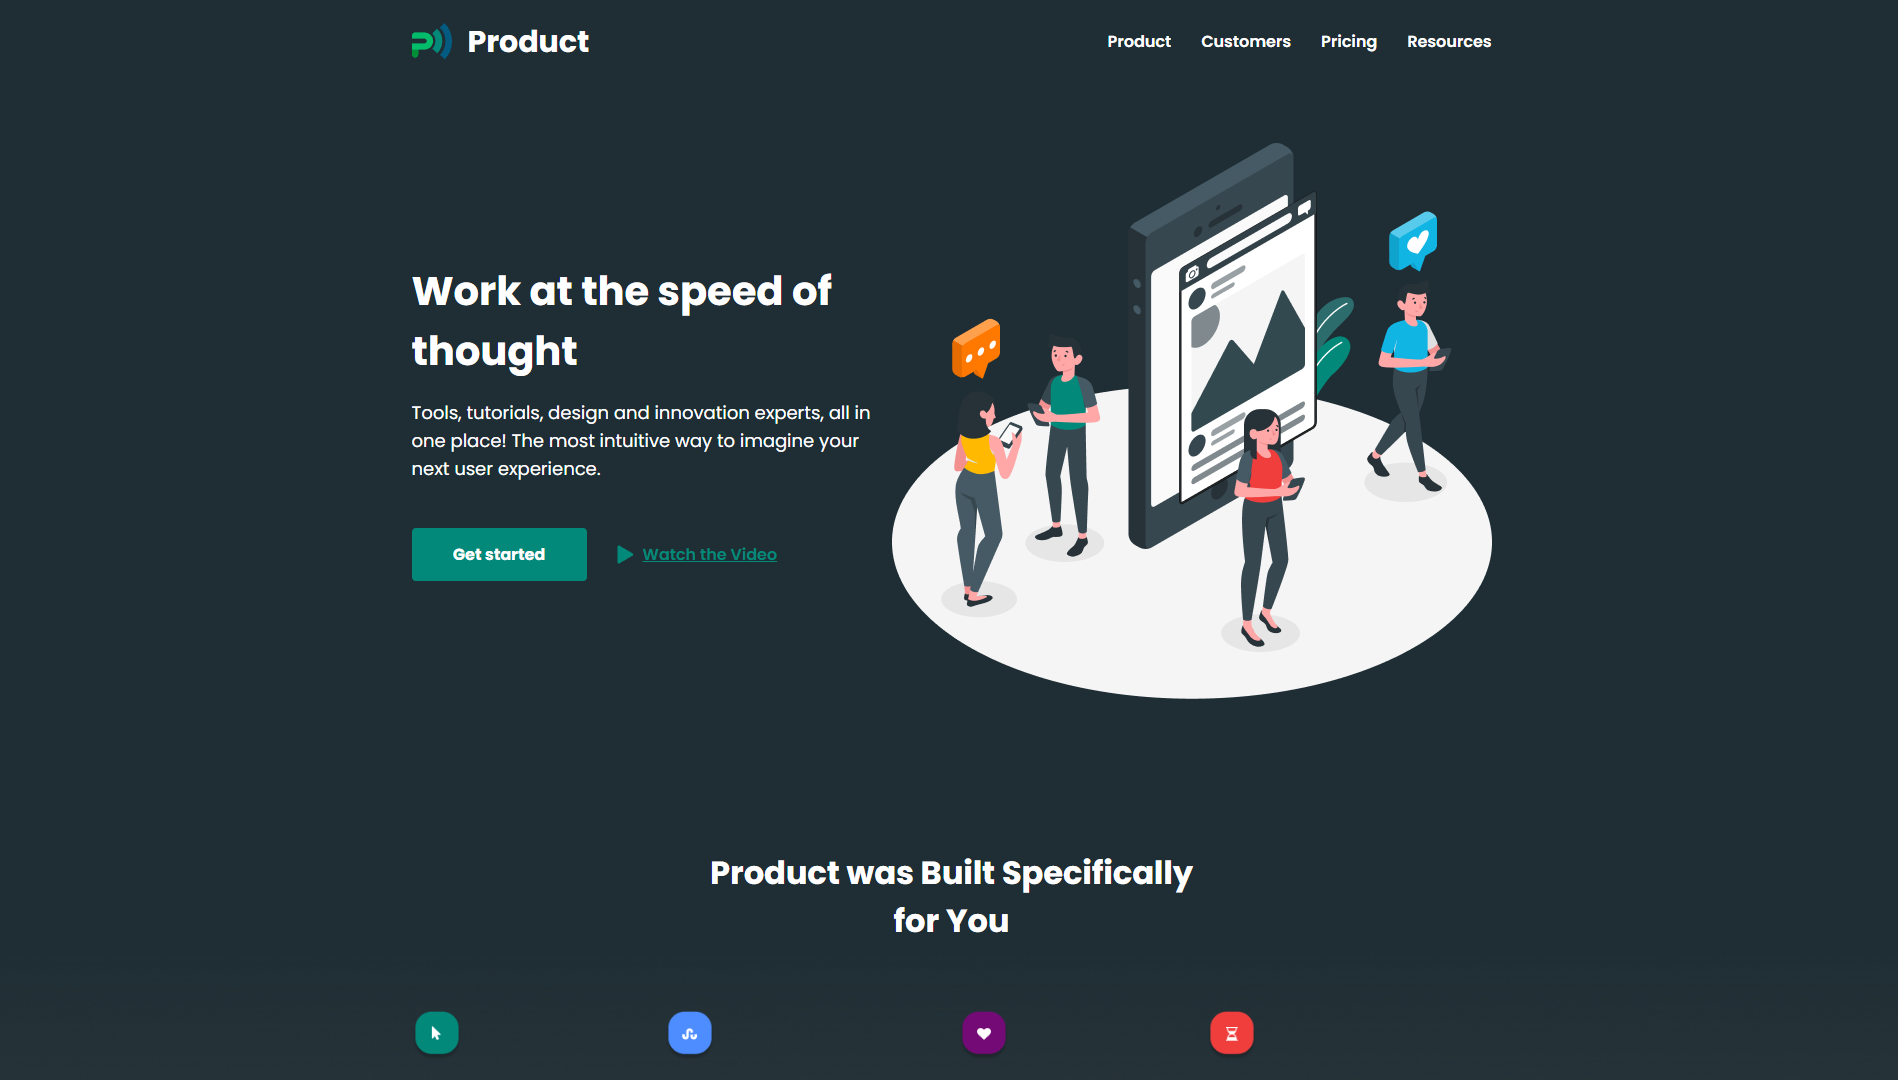 Product
Product Customers Pricing Resources
Work at the speed of
thought
Tools, tutorials, design and innovation experts, all in
one place! The most intuitive way to imagine your
next user experience.
Get started
Watch the Video
Product was Built Specifically
for You